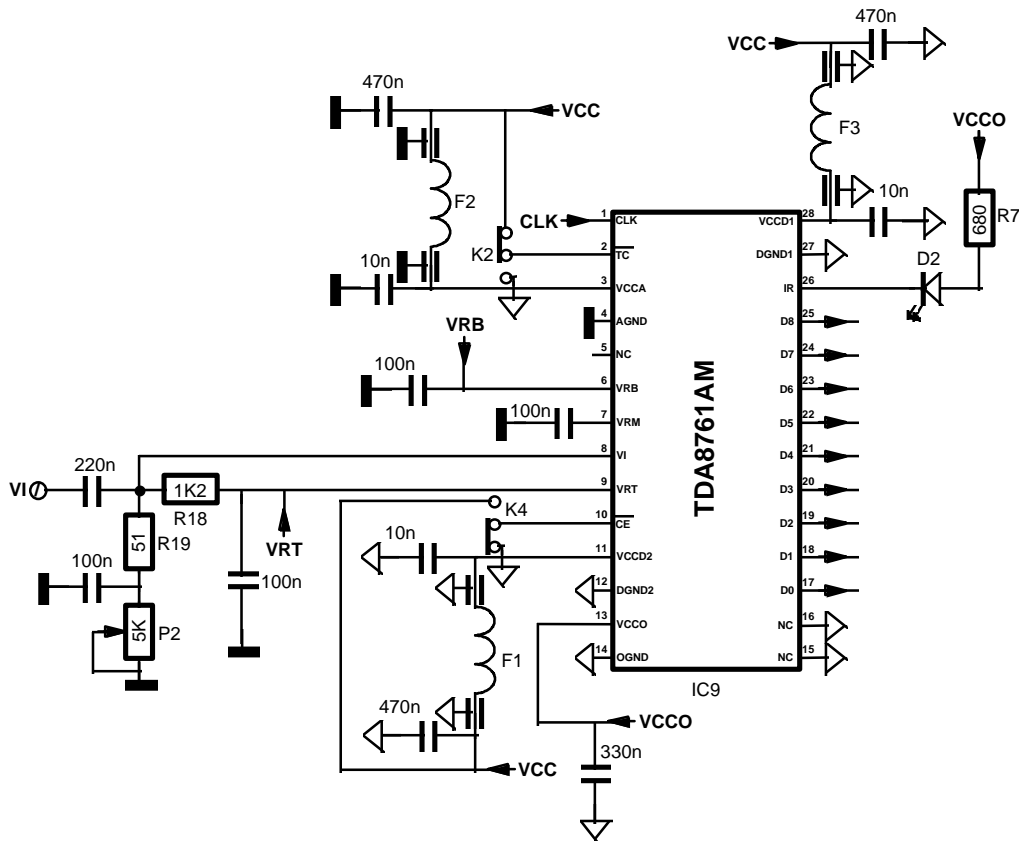 470n
VCC
470n
VCC
F3
VCCO
F2
10n
680
R7
CLK
1
CLK
VCCD1
28
K2
2
TC
DGND1
27
D2
10n
3
VCCA
IR
26
VRB
4
AGND
D8
25
5
NC
D7
24
100n
6
VRB
D6
23
100n
7
VRM
D5
22
8
VI
D4
21
TDA8761AM
220n
VI
1K2
R18
9
VRT
D3
20
K4
51
R19
VRT
10
CE
D2
19
10n
11
VCCD2
D1
18
100n
100n
12
DGND2
D0
17
5K
P2
13
VCCO
NC
16
F1
14
OGND
NC
15
IC9
470n
VCCO
330n
VCC